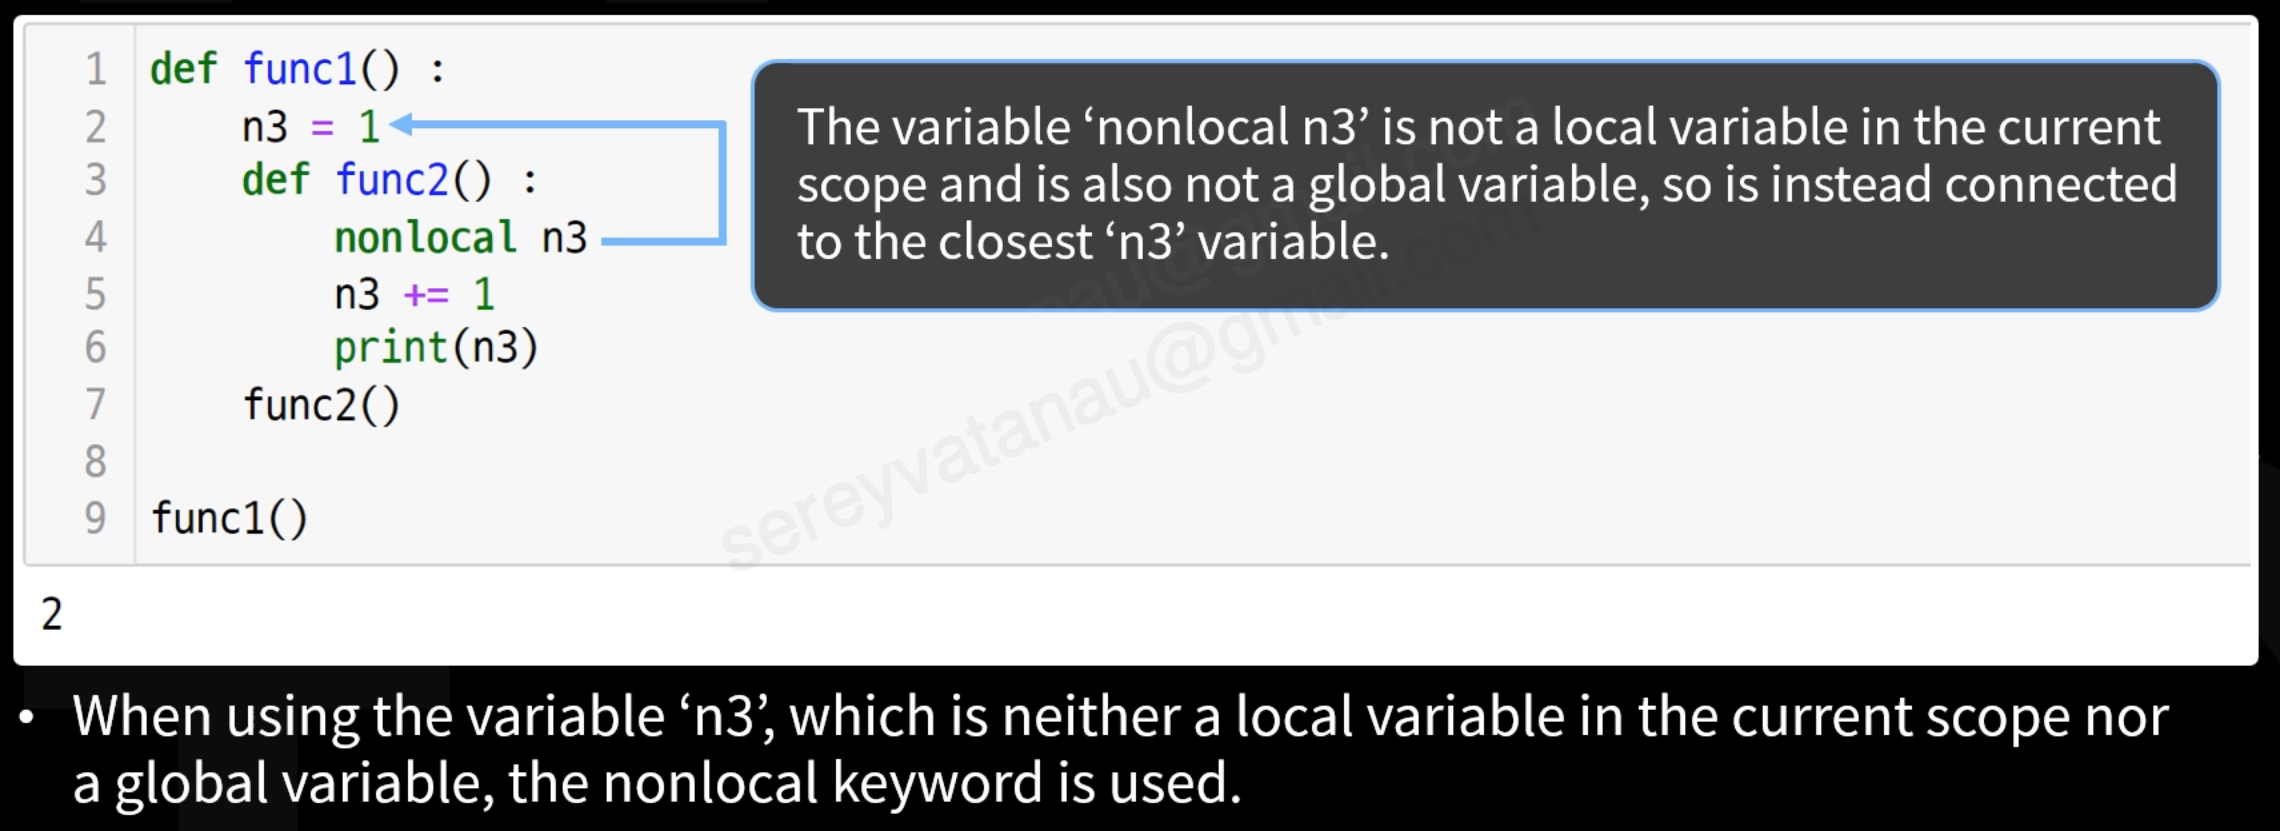 1 def func1() :
2     n3 = 1
3     def func2() :
4         nonlocal n3
5         n3 += 1
6         print(n3)
7     func2()
8
9 func1()
The variable ‘nonlocal n3’ is not a local variable in the current
scope and is also not a global variable, so is instead connected
to the closest ‘n3’ variable.
sereyvatanau@gmail.com
2
• When using the variable ‘n3’, which is neither a local variable in the current scope nor
a global variable, the nonlocal keyword is used.